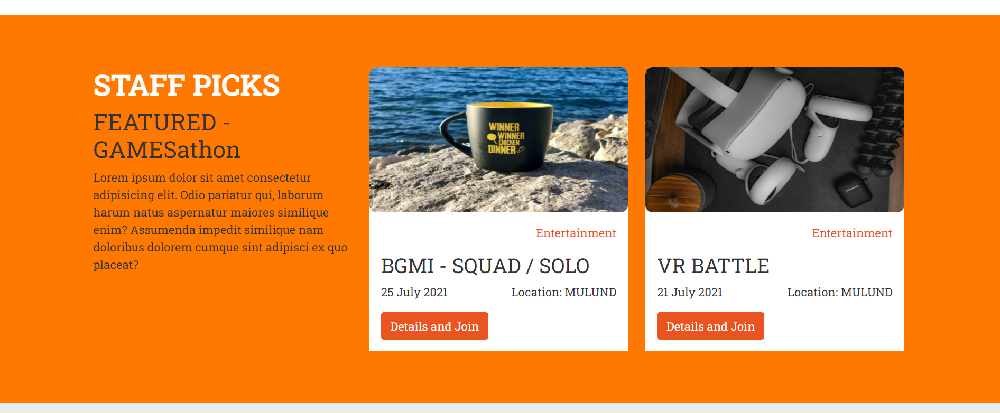 STAFF PICKS
FEATURED -
GAMESathon
Lorem ipsum dolor sit amet consectetur
adipisicing elit. Odio pariatur qui, laborum
harum natus aspernatur maiores similique
enim? Assumenda impedit similique nam
doloribus dolorem cumque sint adipisci ex quo
placeat?
WINNER
WINNER
CHICKEN
DINNER
Entertainment
BGMI - SQUAD / SOLO
25 July 2021 Location: MULUND
Details and Join
Entertainment
VR BATTLE
21 July 2021 Location: MULUND
Details and Join